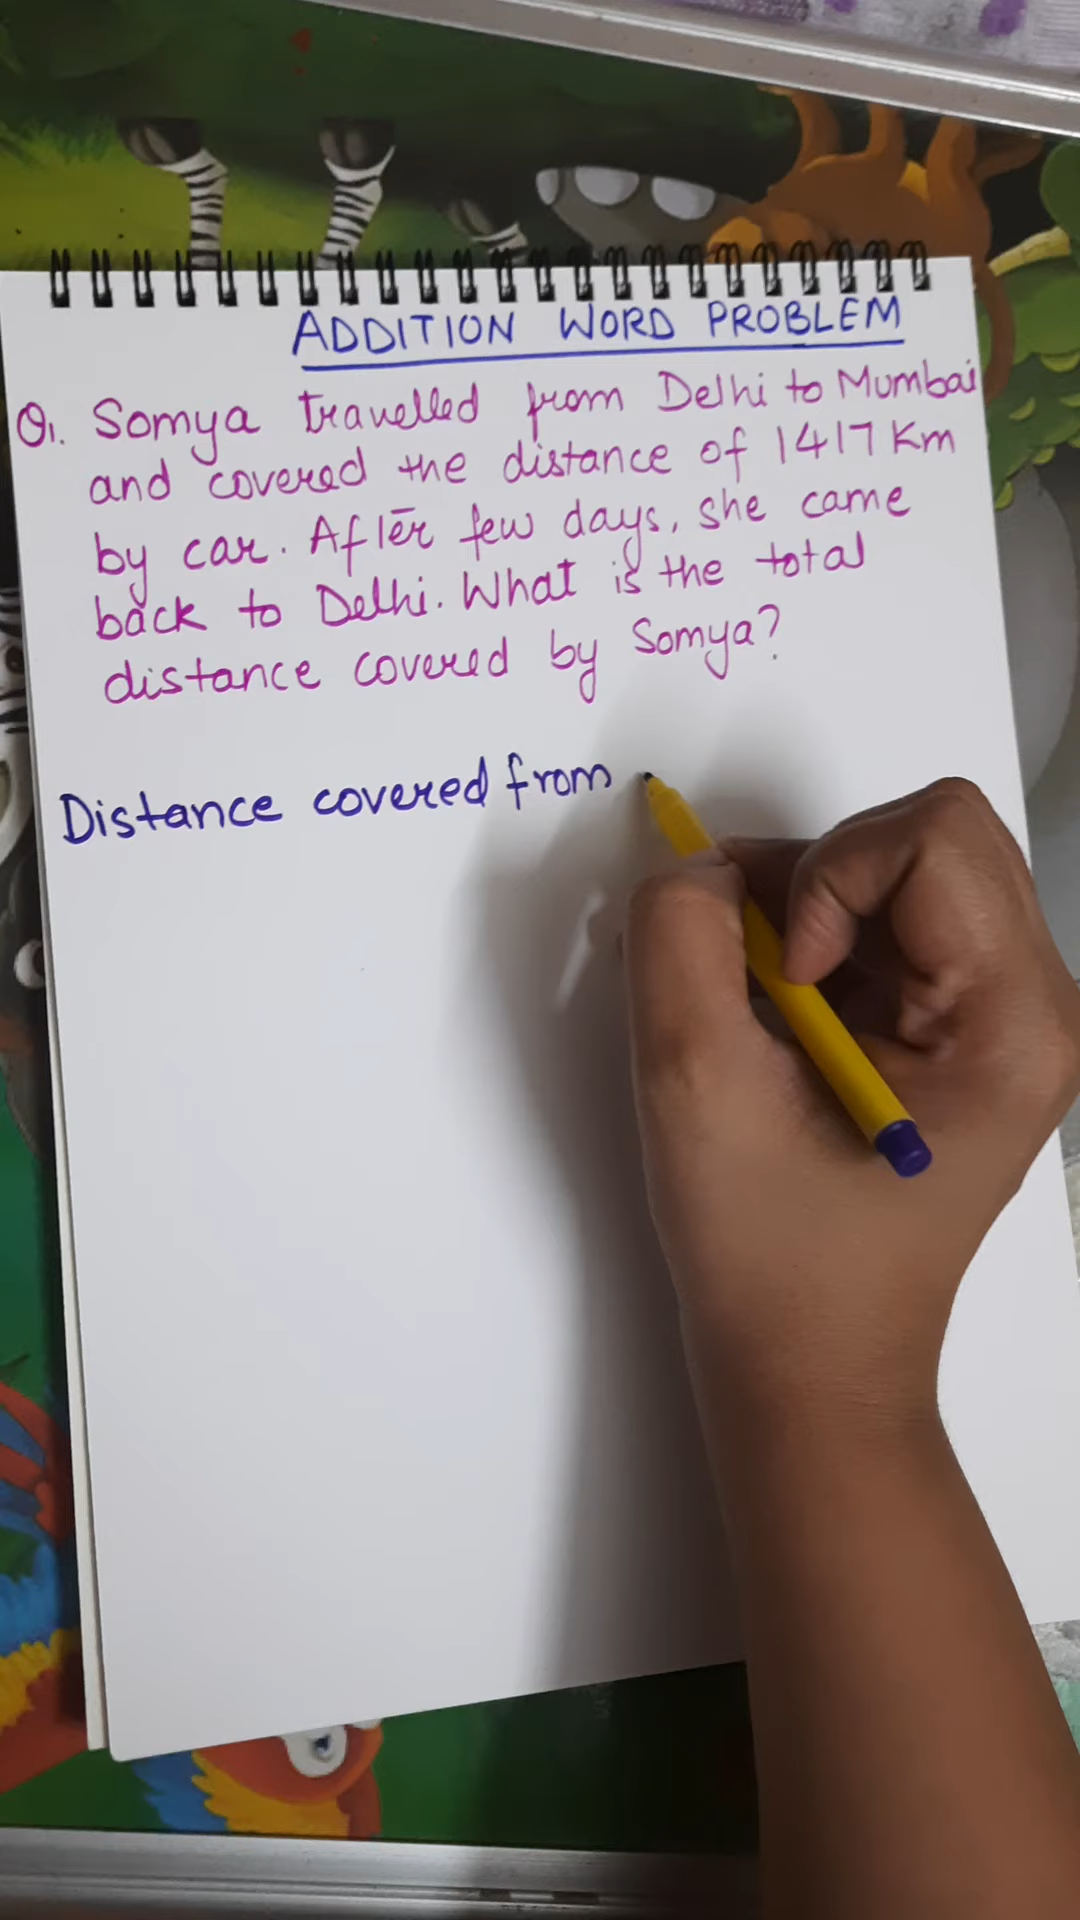 ADDITION WORD PROBLEM
Q1. Somya travelled from Delhi to Mumbai
and covered the distance of 1417 Km
by car. After few days, she came
back to Delhi. What is the total
distance covered by Somya?
Distance covered from